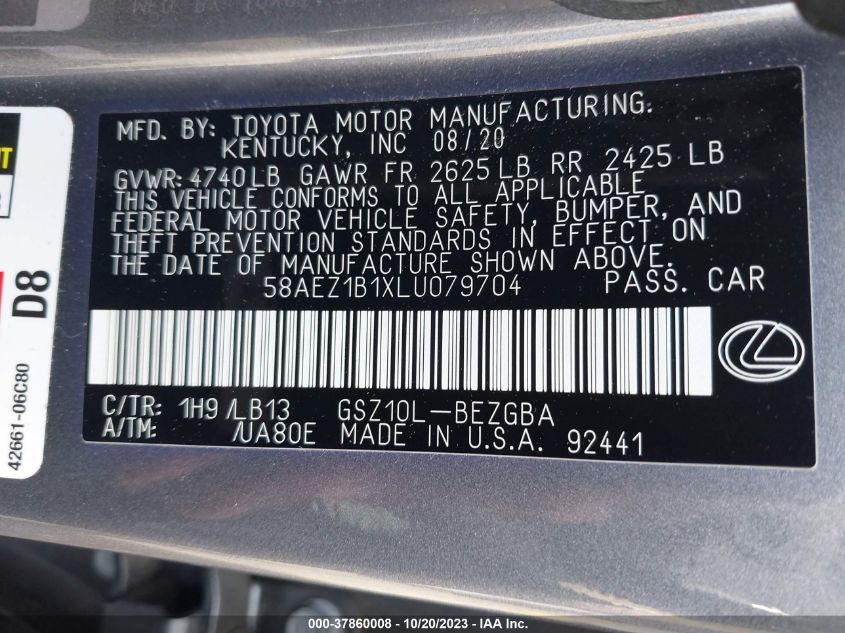 MFD. BY: TOYOTA MOTOR MANUFACTURING.
KENTUCKY, INC 08/20
GVWR: 4740LB GAWR FR 2625 LB RR 2425 LB
THIS VEHICLE CONFORMS TO ALL APPLICABLE
FEDERAL MOTOR VEHICLE SAFETY, BUMPER, AND
THEFT PREVENTION STANDARDS IN EFFECT ON
THE DATE OF MANUFACTURE SHOWN ABOVE.
58AEZ1B1XLU079704 PASS. CAR
C/TR: 1H9 /LB13 GSZ10L-BEZGBA
A/TM: /UA80E MADE IN U.S.A. 92441
D8
42661-06C80
000-37860008 - 10/20/2023 - IAA Inc.